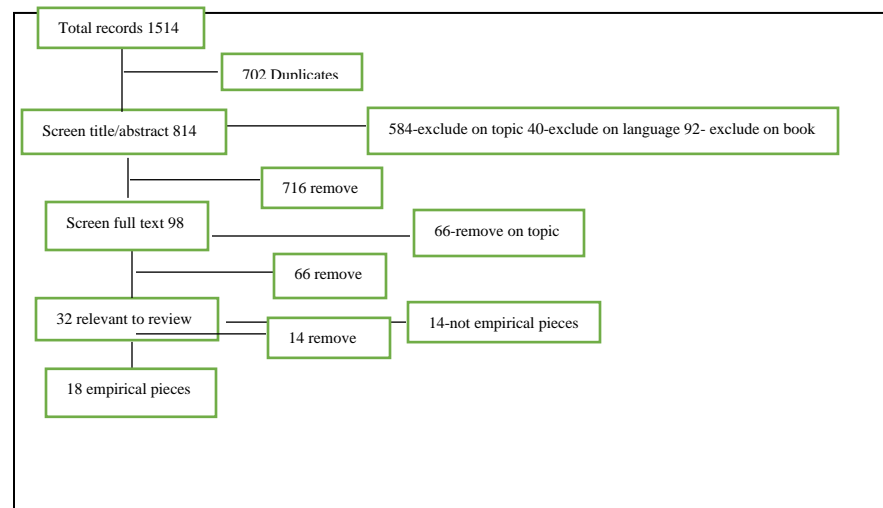 Total records 1514
702 Duplicates
Screen title/abstract 814
584-exclude on topic 40-exclude on language 92- exclude on book
716 remove
Screen full text 98
66-remove on topic
66 remove
32 relevant to review
14-not empirical pieces
14 remove
18 empirical pieces